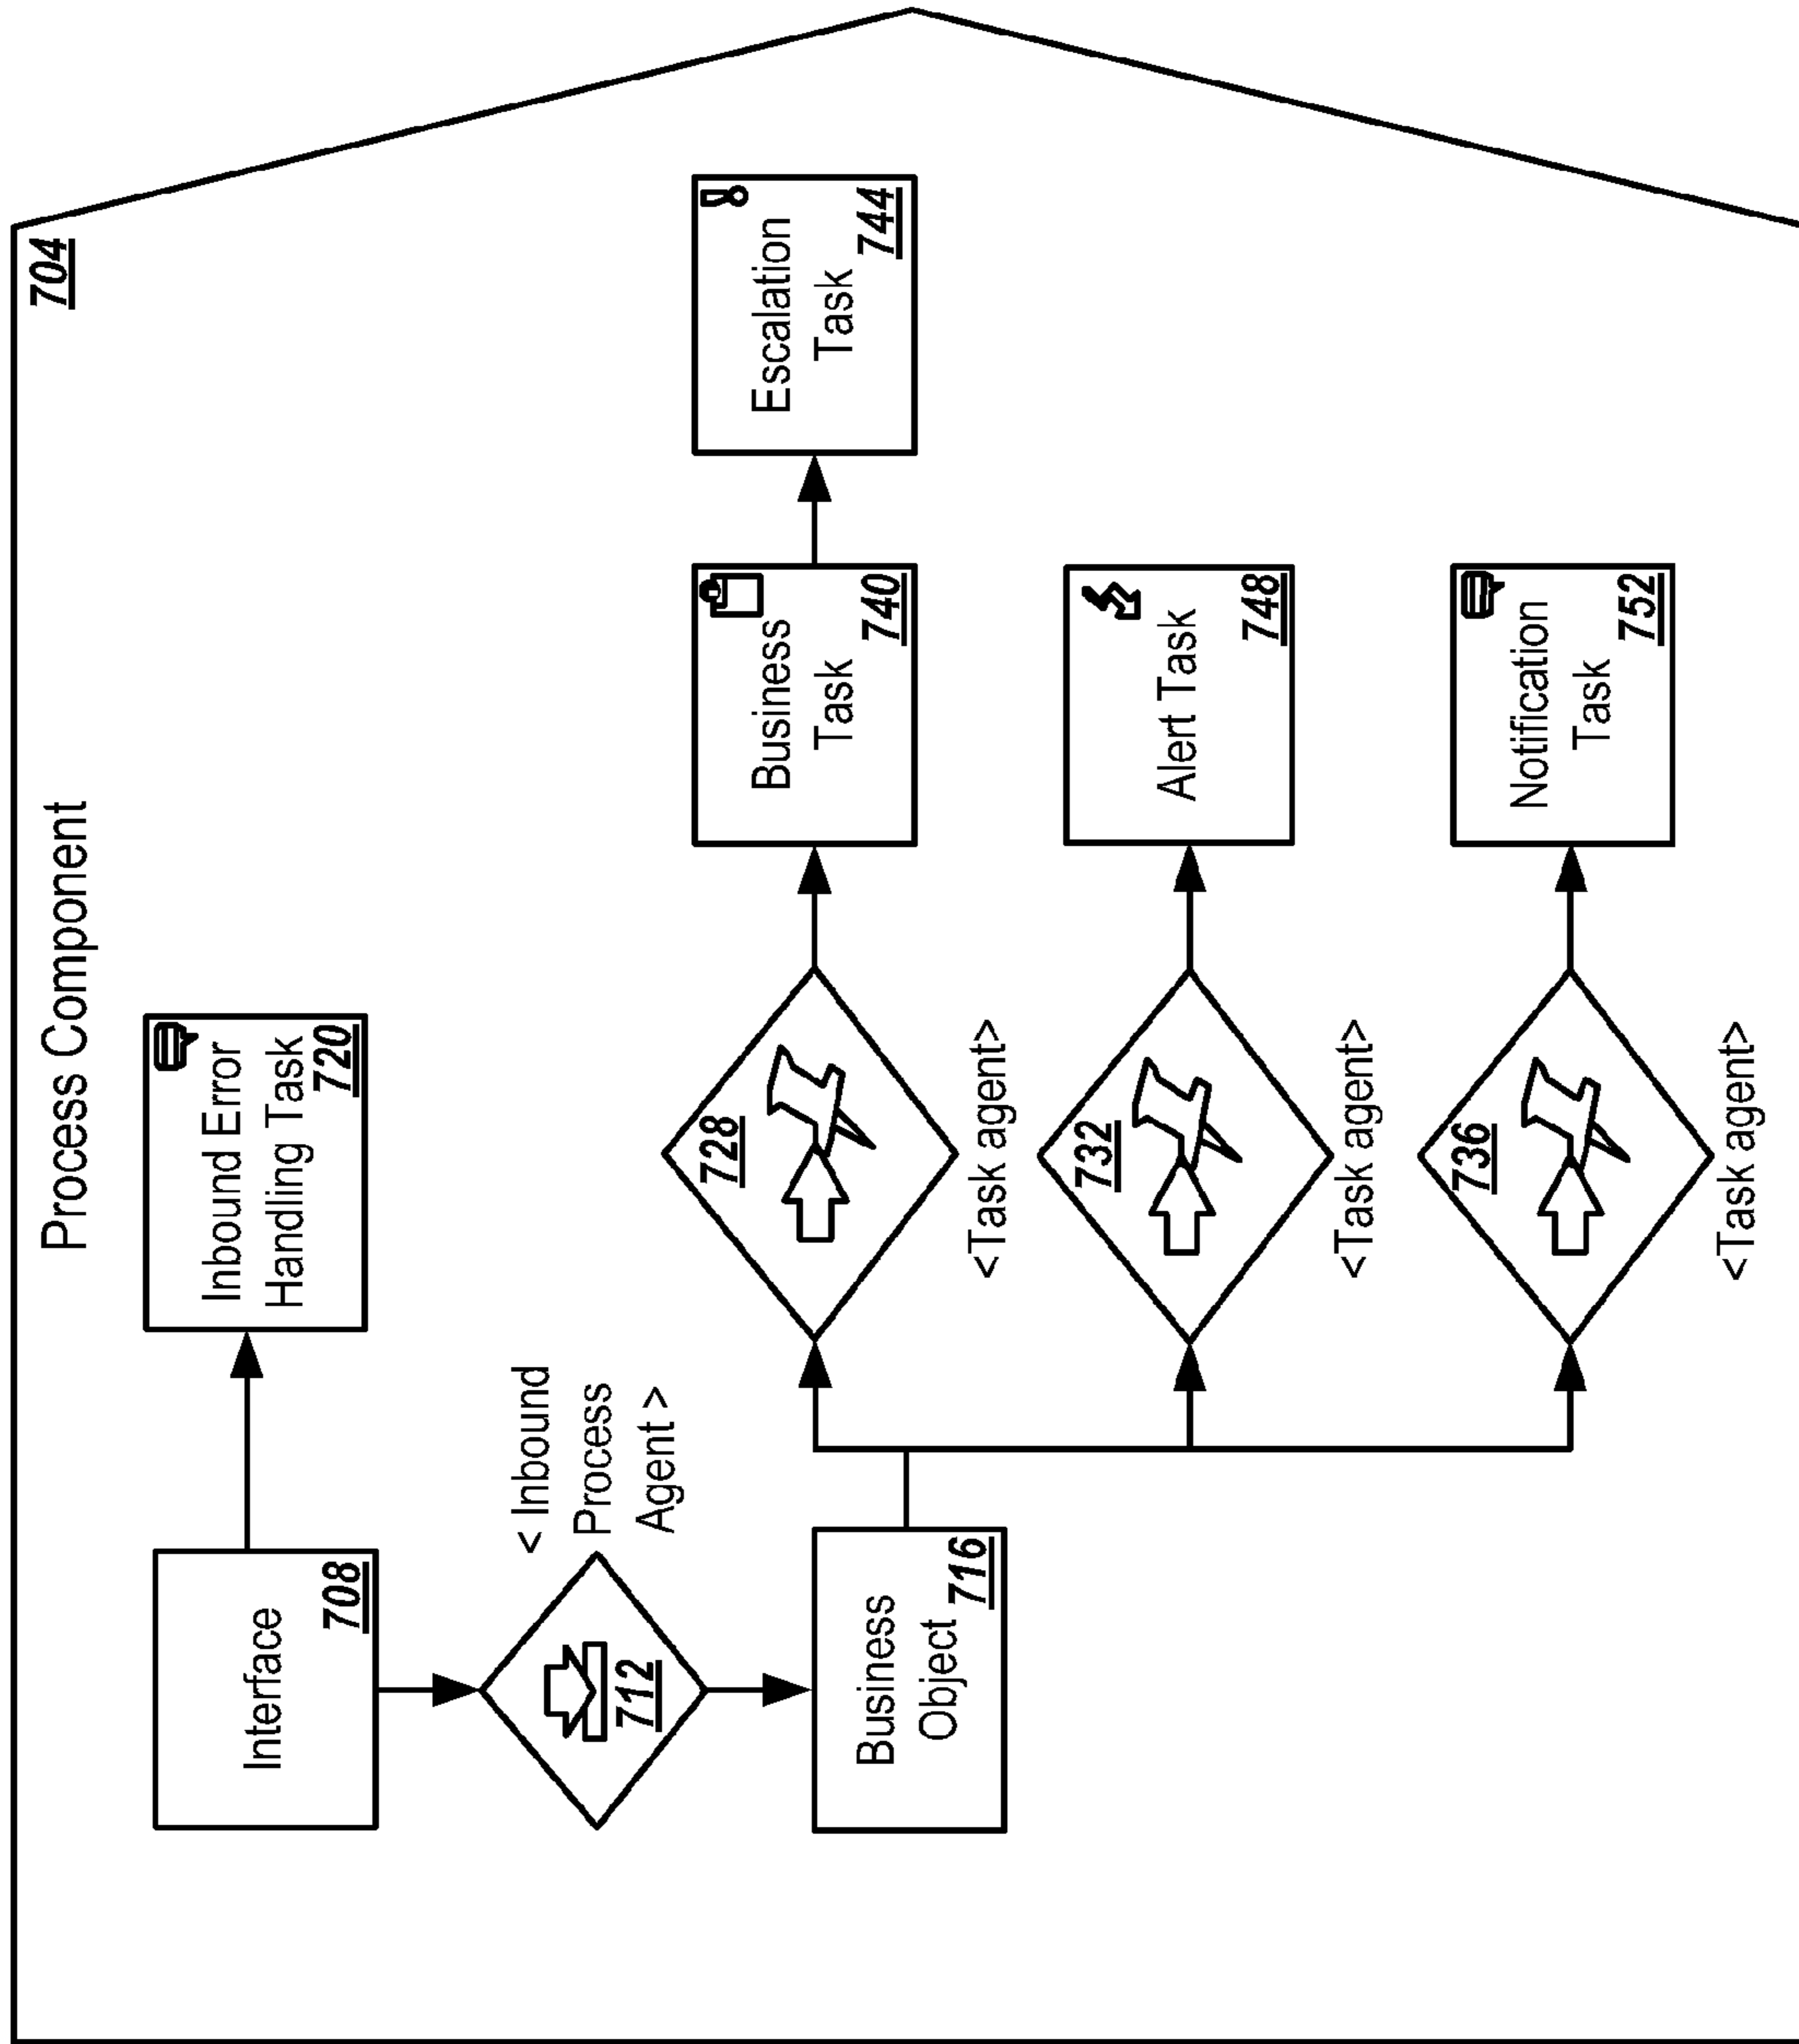 Process Component
704
Interface
708
Inbound Error
Handing Task
720
< Inbound
Process
Agent >
712
Business
Object
716
728
<Task agent>
Business
Task
740
Escalation
Task
744
732
<Task agent>
Alert Task
748
736
<Task agent>
Notification
Task
752